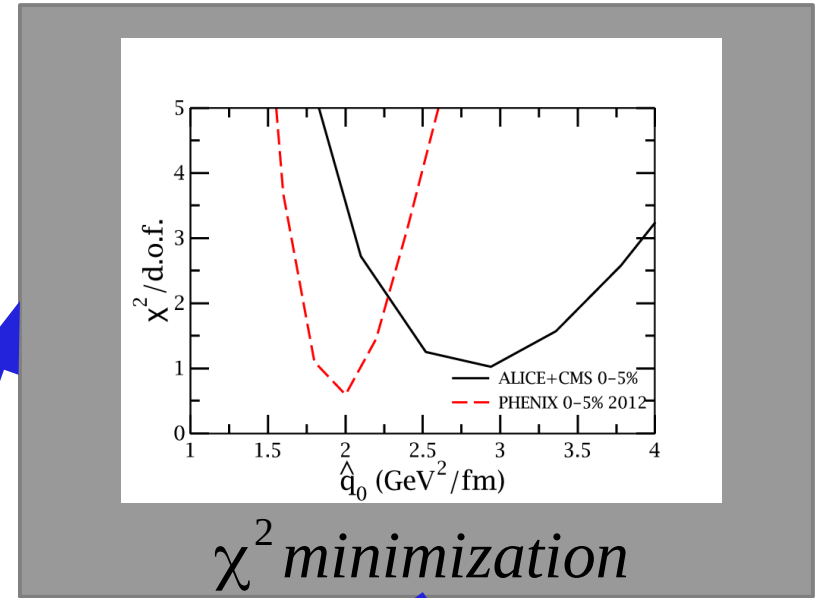 5
4
3
2
1
0
χ²/d.o.f.
ALICE+CMS 0–5%
PHENIX 0–5% 2012
1 1.5 2 2.5 3 3.5 4
q̂₀ (GeV²/fm)
χ² minimization